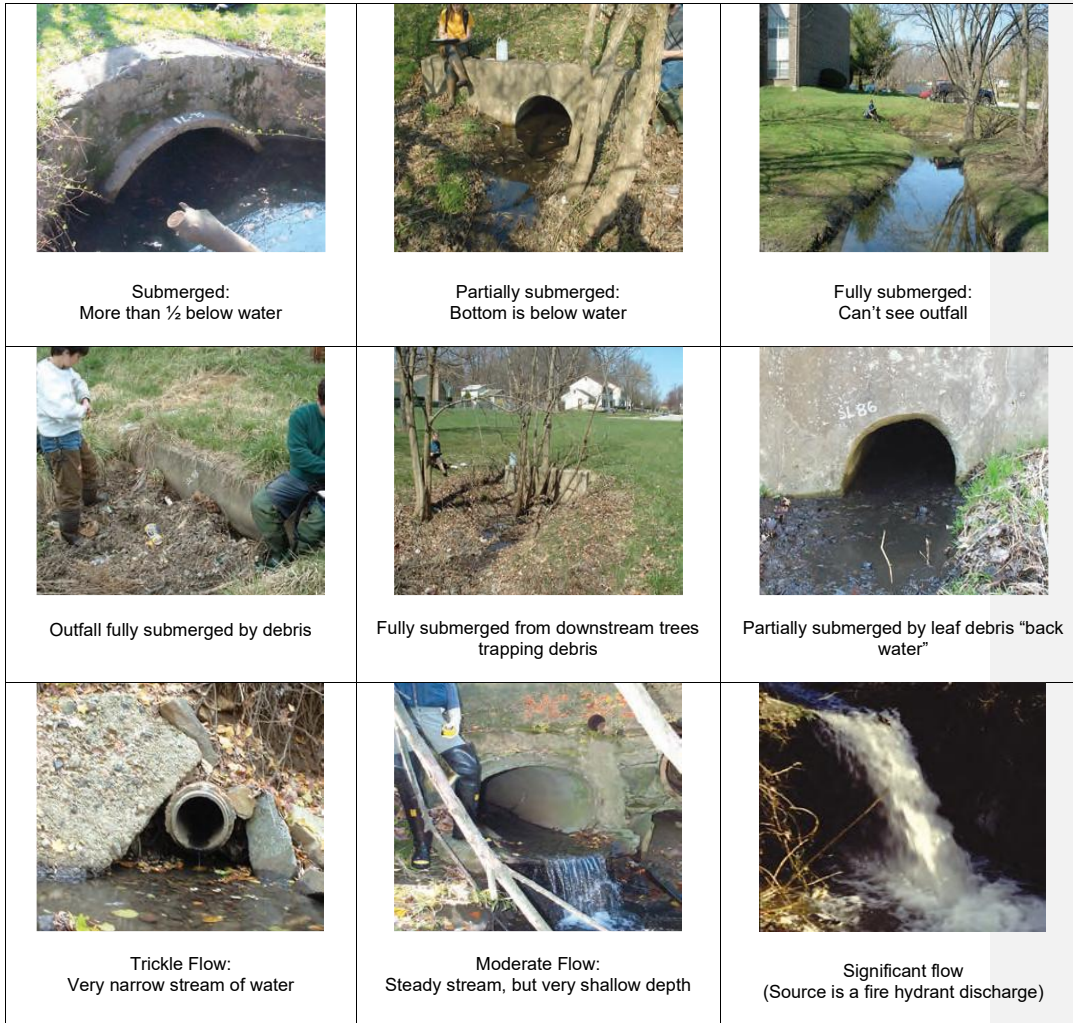 Submerged:
More than ½ below water
Partially submerged:
Bottom is below water
Fully submerged:
Can't see outfall
SL86
Outfall fully submerged by debris
Fully submerged from downstream trees
trapping debris
Partially submerged by leaf debris “back
water”
Trickle Flow:
Very narrow stream of water
Moderate Flow:
Steady stream, but very shallow depth
Significant flow
(Source is a fire hydrant discharge)